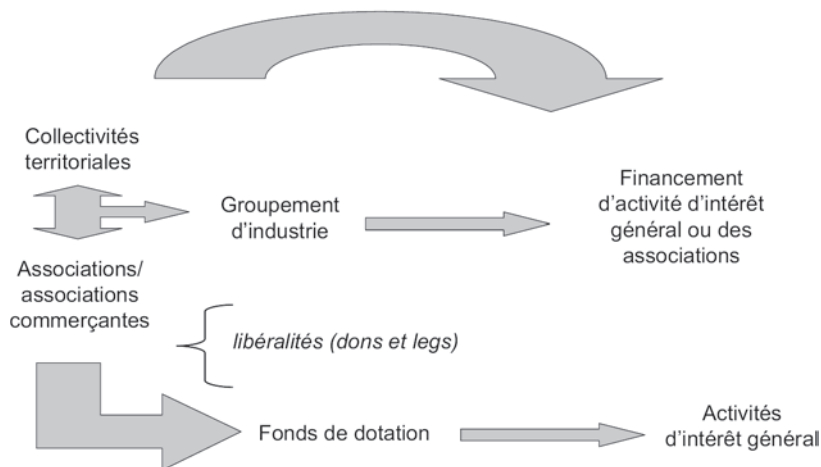 Collectivités
territoriales
Groupement
d'industrie
Financement
d'activité d'intérêt
général ou des
associations
Associations/
associations
commerçantes
libéralités (dons et legs)
Fonds de dotation
Activités
d'intérêt général